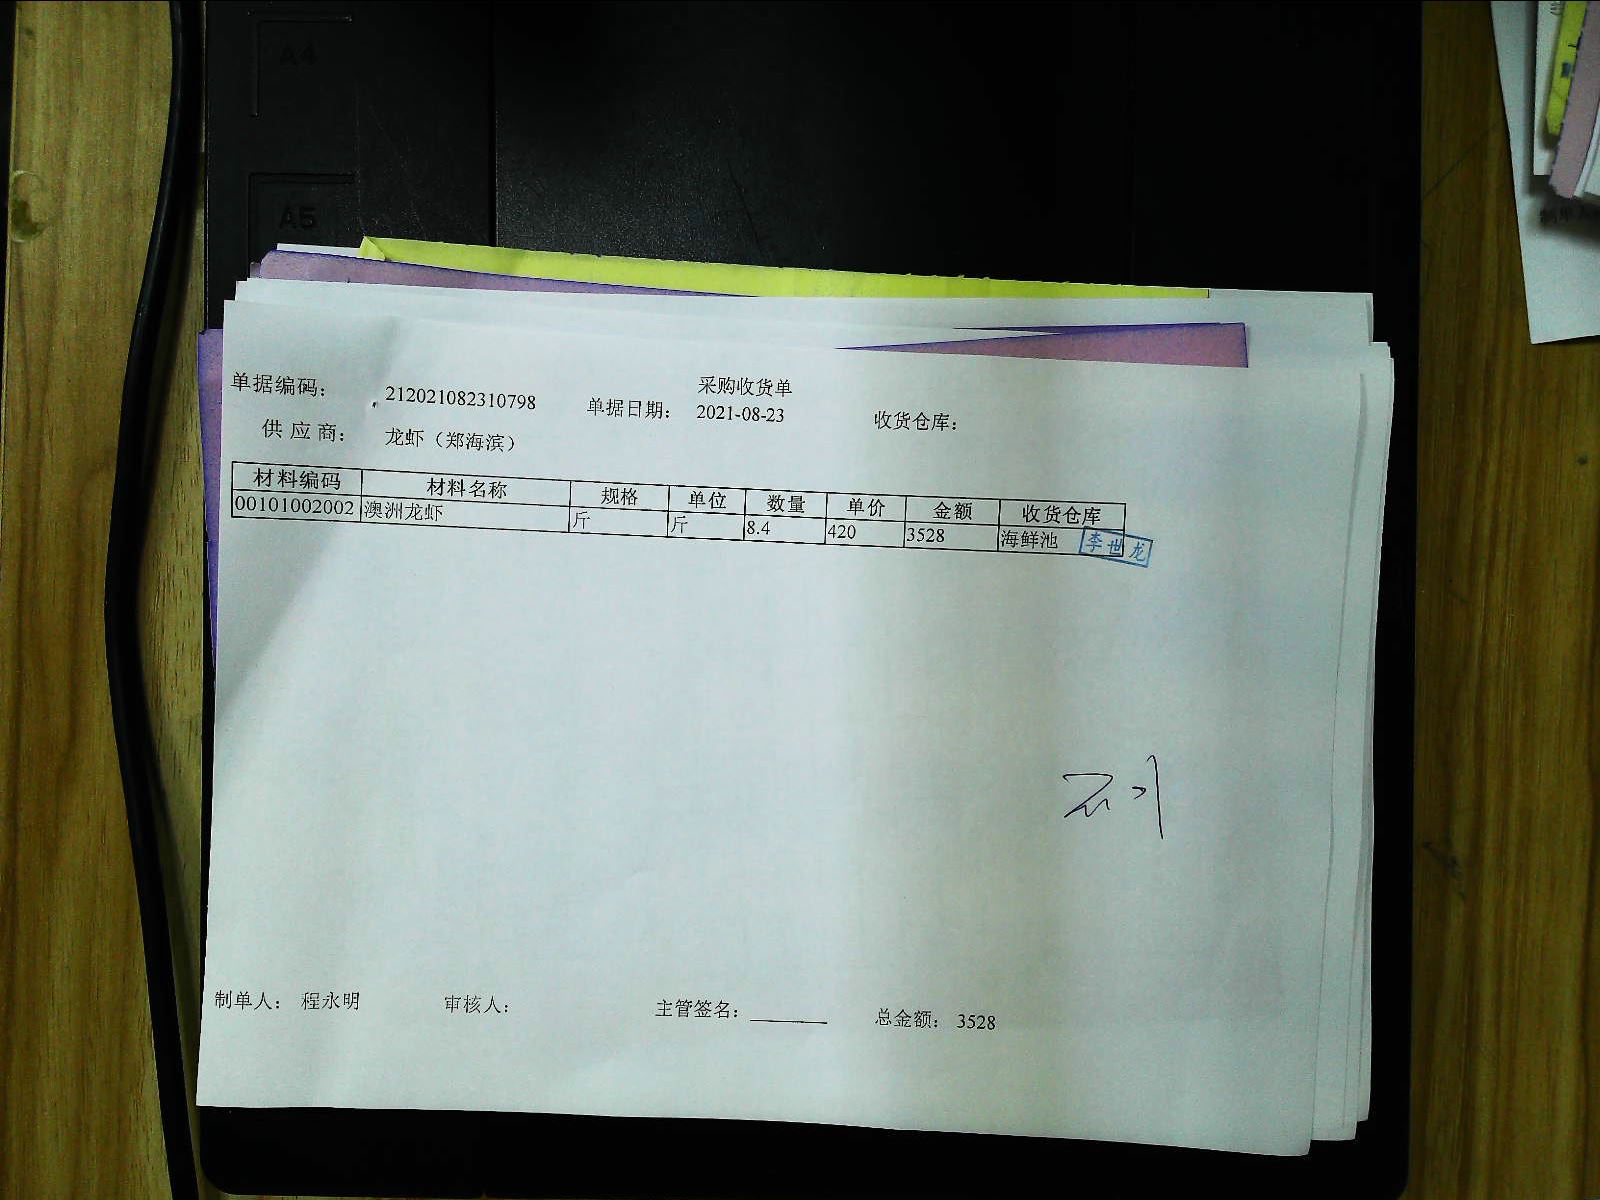 A4
A5
采购收货单
单据编码： 212021082310798 单据日期： 2021-08-23 收货仓库：
供应商： 龙虾（郑海滨）
材料编码 材料名称 规格 单位 数量 单价 金额 收货仓库
00101002002 澳洲龙虾 斤 斤 8.4 420 3528 海鲜池
李世龙
制单人： 程永明 审核人： 主管签名： 总金额： 3528